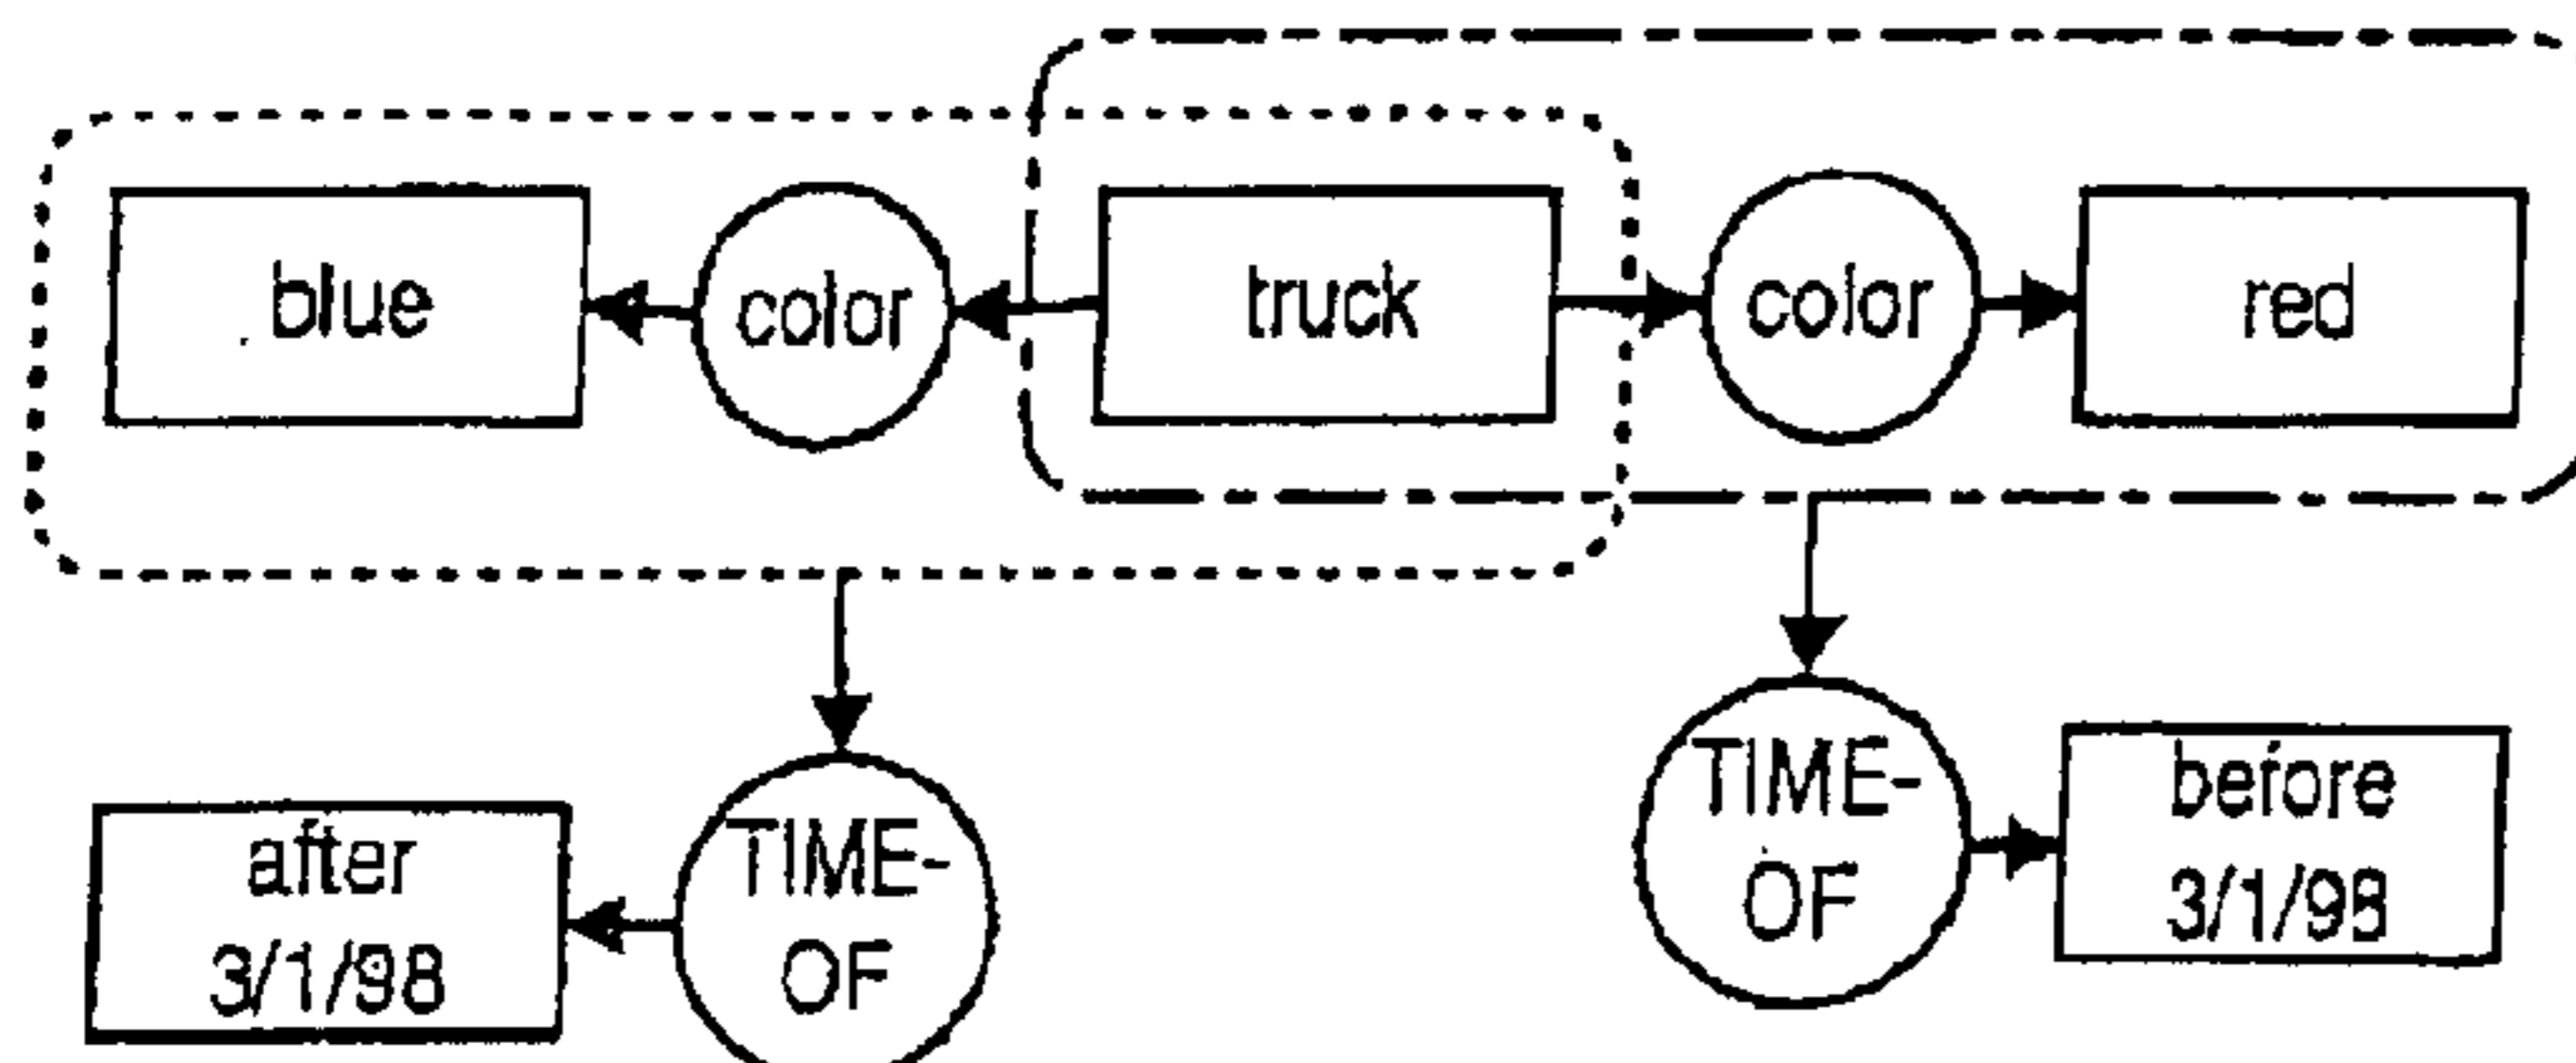 blue
color
truck
color
red
TIME-
OF
before
3/1/98
after
3/1/98
TIME-
OF